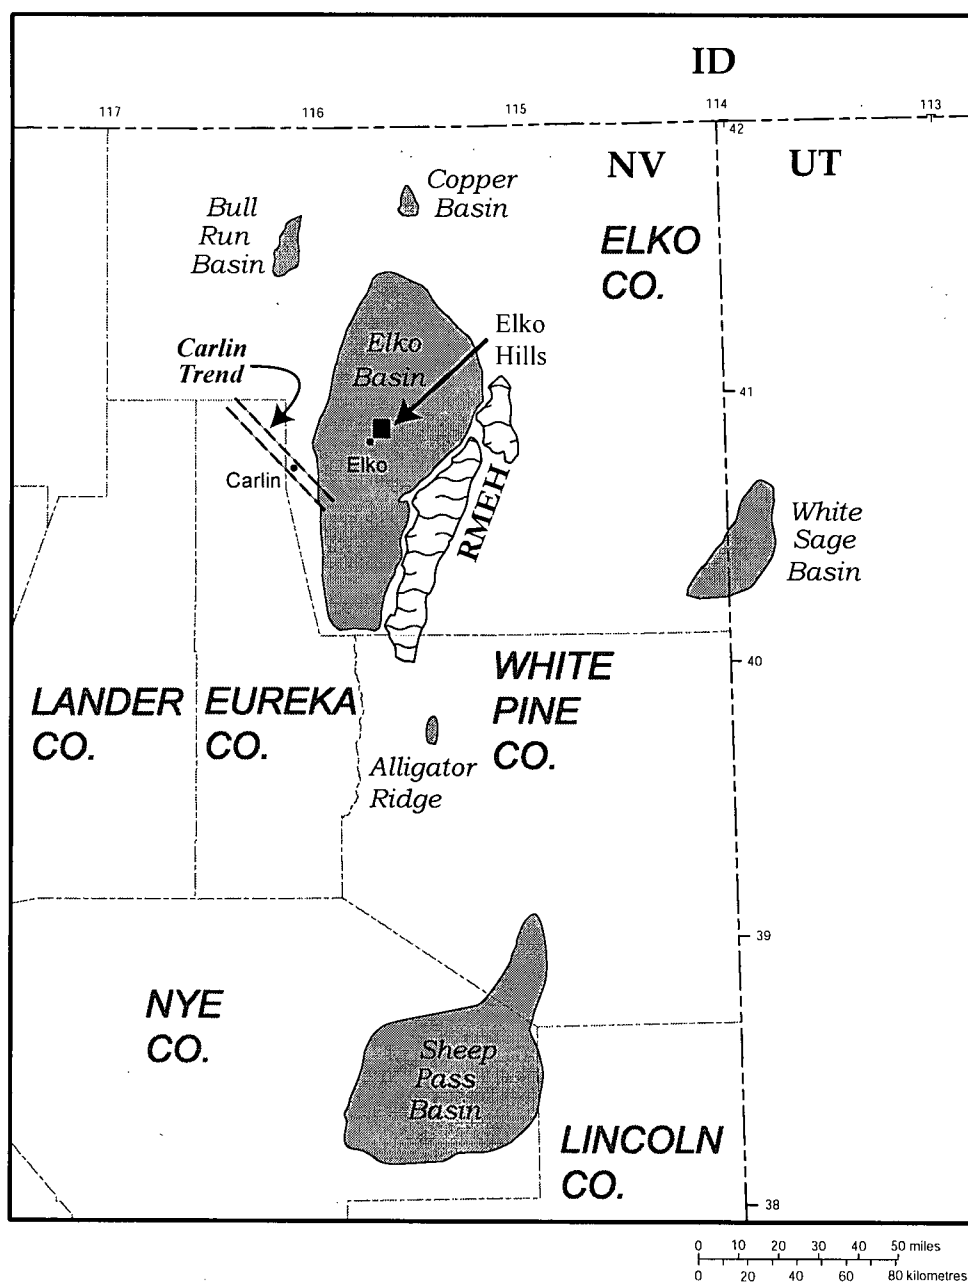 ID
117
116
115
114
113
42
NV
UT
Copper
Basin
Bull
Run
Basin
ELKO
CO.
Elko
Hills
Elko
Basin
Carlin
Trend
41
Elko
Carlin
RMEH
White
Sage
Basin
40
WHITE
PINE
CO.
LANDER
CO.
EUREKA
CO.
Alligator
Ridge
39
NYE
CO.
Sheep
Pass
Basin
LINCOLN
CO.
38
0 10 20 30 40 50 miles
0 20 40 60 80 kilometres